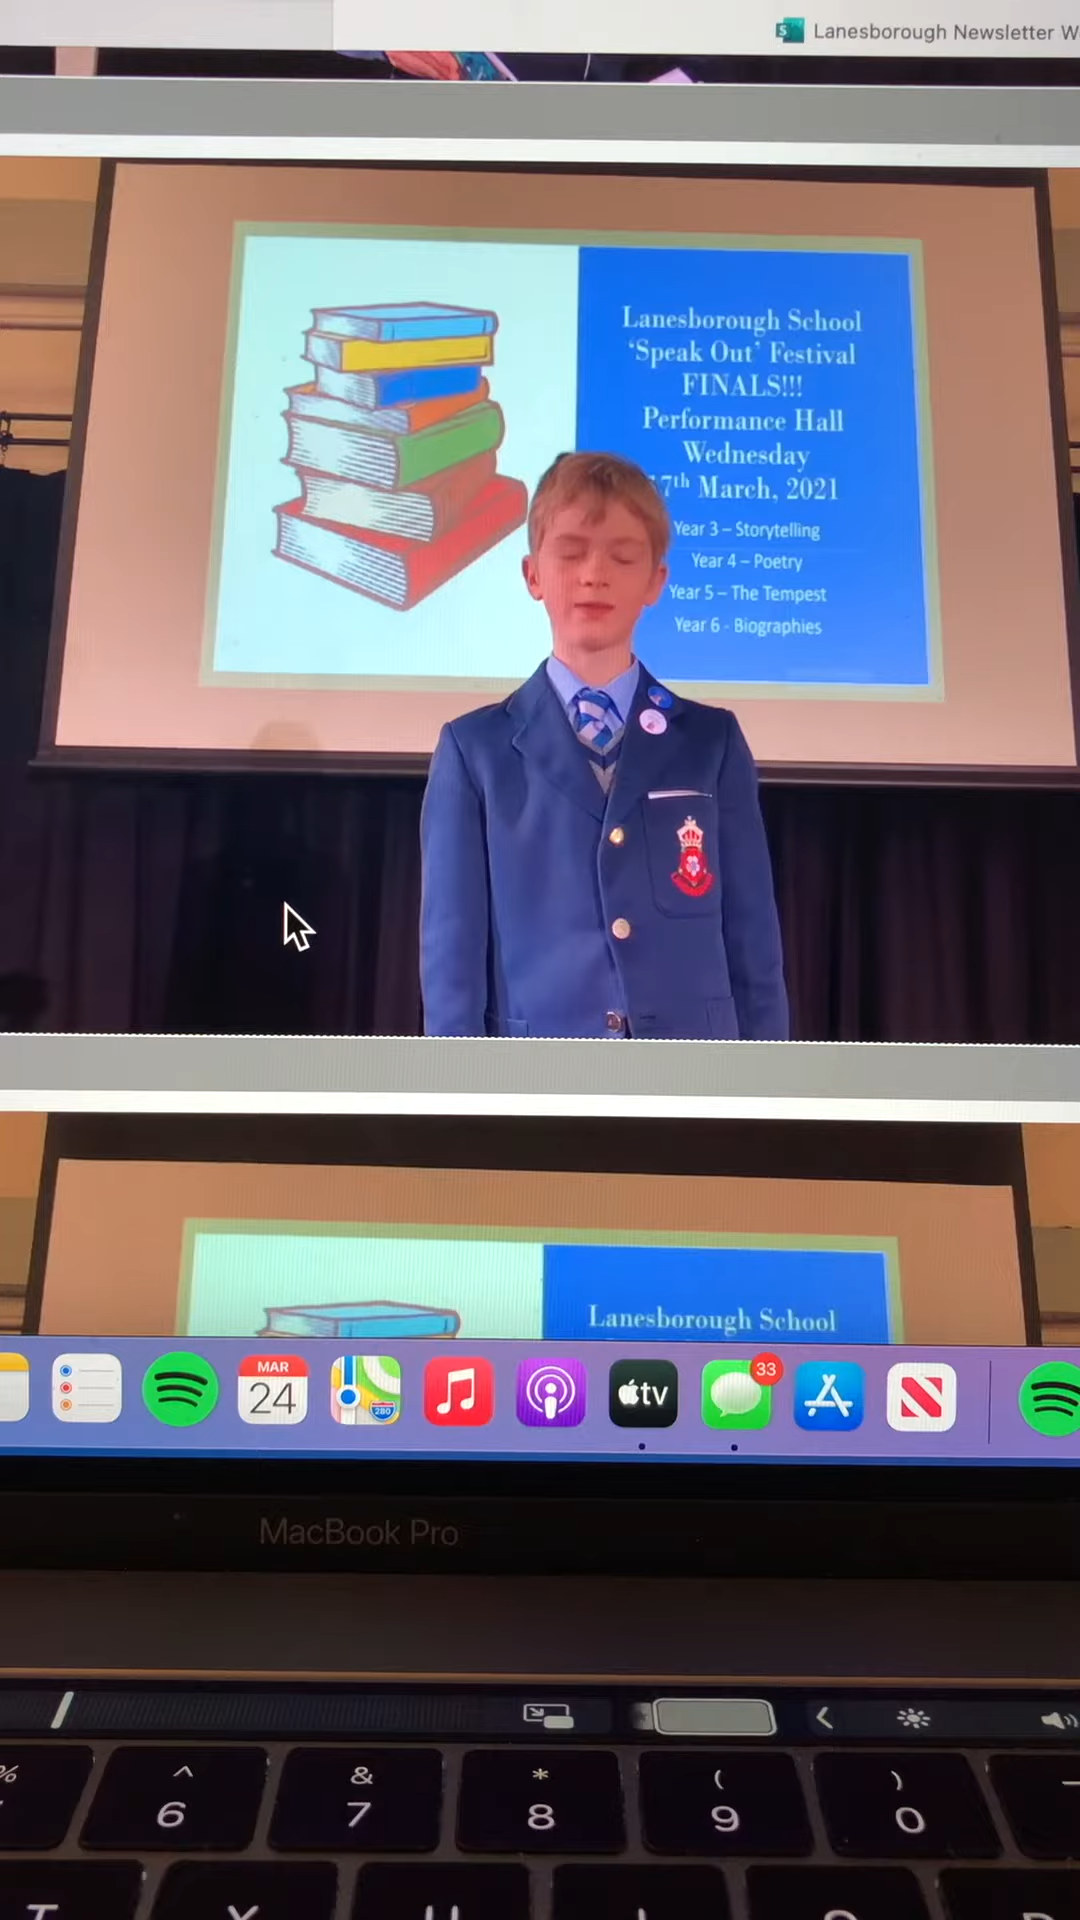 Lanesborough Newsletter W
Lanesborough School
‘Speak Out’ Festival
FINALS!!!
Performance Hall
Wednesday
7th March, 2021
Year 3 – Storytelling
Year 4 – Poetry
Year 5 – The Tempest
Year 6 - Biographies
Lanesborough School
MAR
24
280
tv
33
MacBook Pro
% ^ & * ( )
6 7 8 9 0